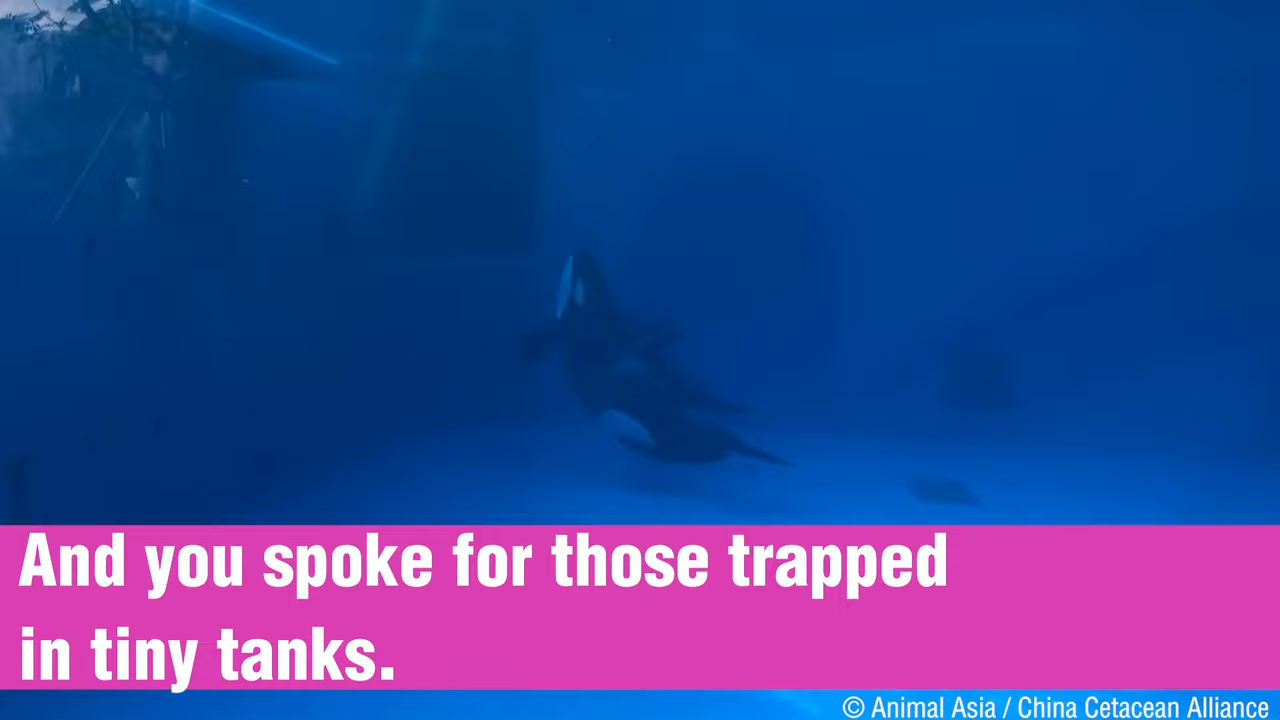 And you spoke for those trapped
in tiny tanks.
© Animal Asia / China Cetacean Alliance